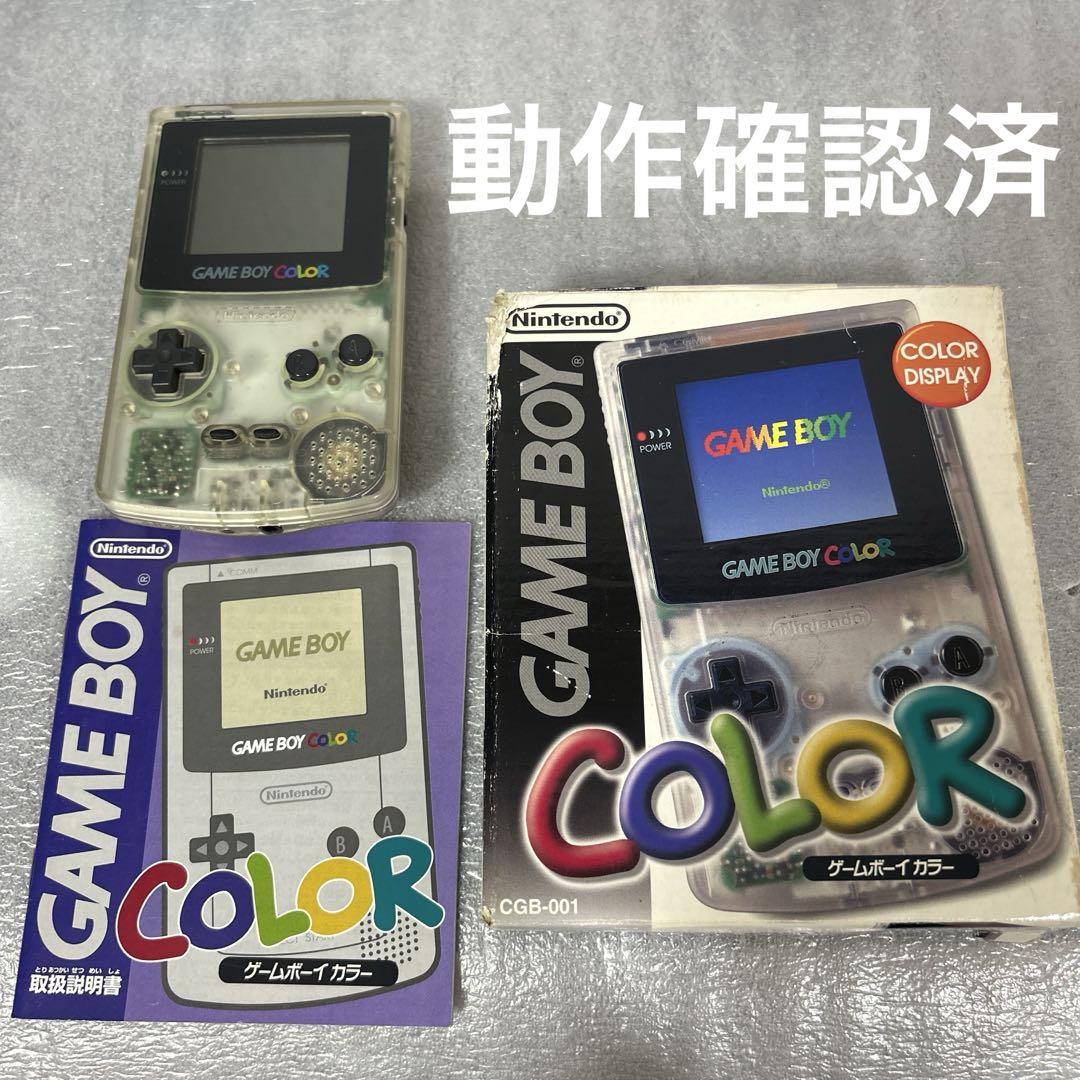 動作確認済
POWER
GAME BOY COLOR
Nintendo
A
Nintendo
GAME BOY®
COLOR
DISPLAY
POWER
GAME BOY
Nintendo®
GAME BOY COLOR
Nintendo
A
B
COLOR
ゲームボーイカラー
CGB-001
Nintendo
GAME BOY®
▲ COMM
POWER
GAME BOY
Nintendo
GAME BOY COLOR
Nintendo
A
B
COLOR
START
ゲームボーイカラー
とりあつかいせつめいしょ
取扱説明書